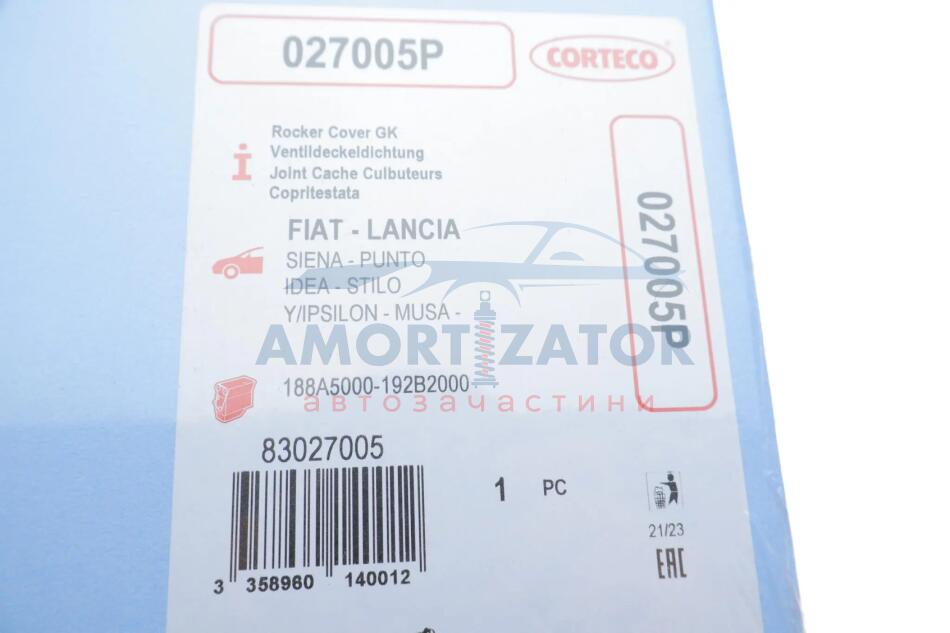 027005P
CORTECO
Rocker Cover GK
Ventildeckeldichtung
Joint Cache Culbuteurs
Copritestata
FIAT - LANCIA
SIENA - PUNTO
IDEA - STILO
Y/IPSILON - MUSA -
027005P
AMORTIZATOR
автозачастини
188A5000-192B2000-
83027005
1 PC
21/23
EAC
3 358960 140012